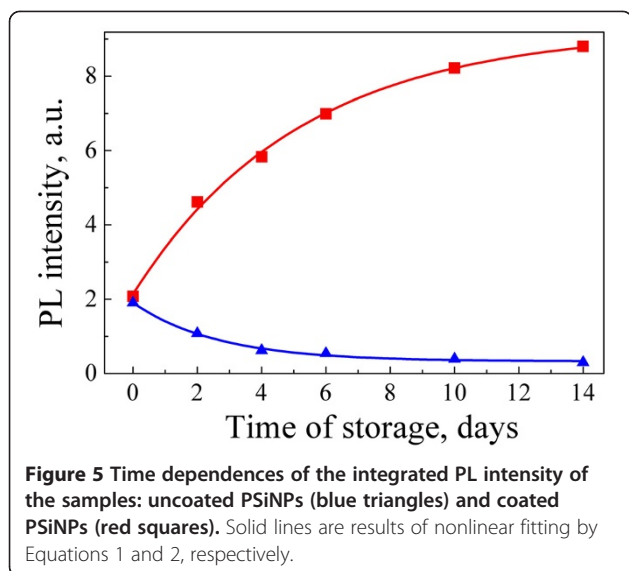 8
6
4
2
0
PL intensity, a.u.
0 2 4 6 8 10 12 14
Time of storage, days
Figure 5 Time dependences of the integrated PL intensity of
the samples: uncoated PSiNPs (blue triangles) and coated
PSiNPs (red squares). Solid lines are results of nonlinear fitting by
Equations 1 and 2, respectively.